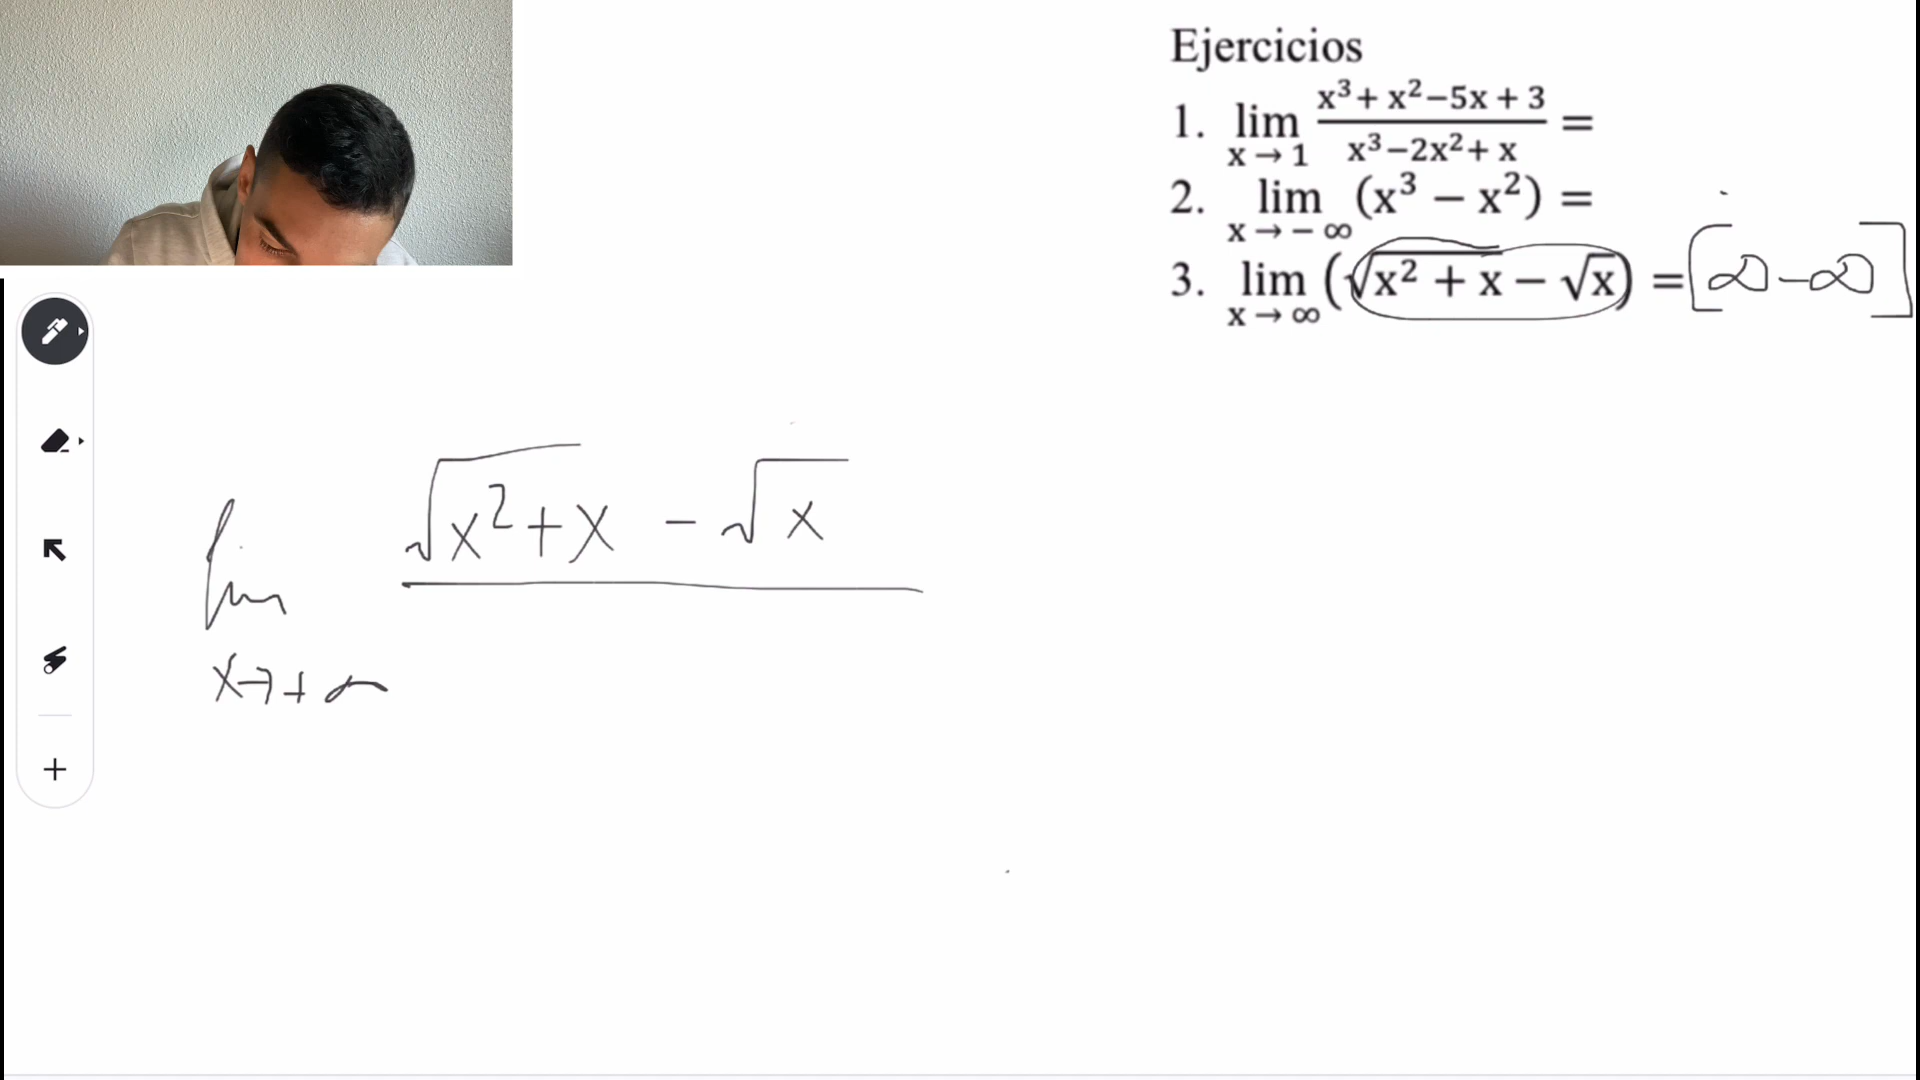 Ejercicios
1. lim x→1 x³+ x²−5x + 3 / x³−2x²+ x =
2. lim x→ − ∞ (x³ − x²) =
3. lim x → ∞ (√x² + x − √x) = [∞ − ∞]
lim x→+∞ √x²+x − √x